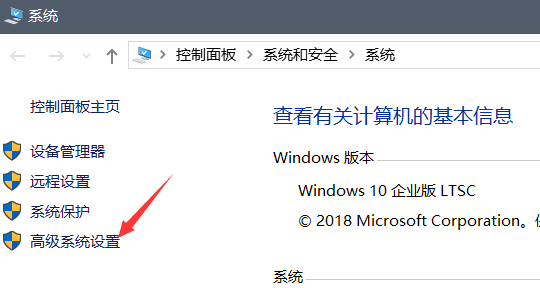 系统
控制面板 > 系统和安全 > 系统
控制面板主页
设备管理器
远程设置
系统保护
高级系统设置
查看有关计算机的基本信息
Windows 版本
Windows 10 企业版 LTSC
© 2018 Microsoft Corporation。
系统